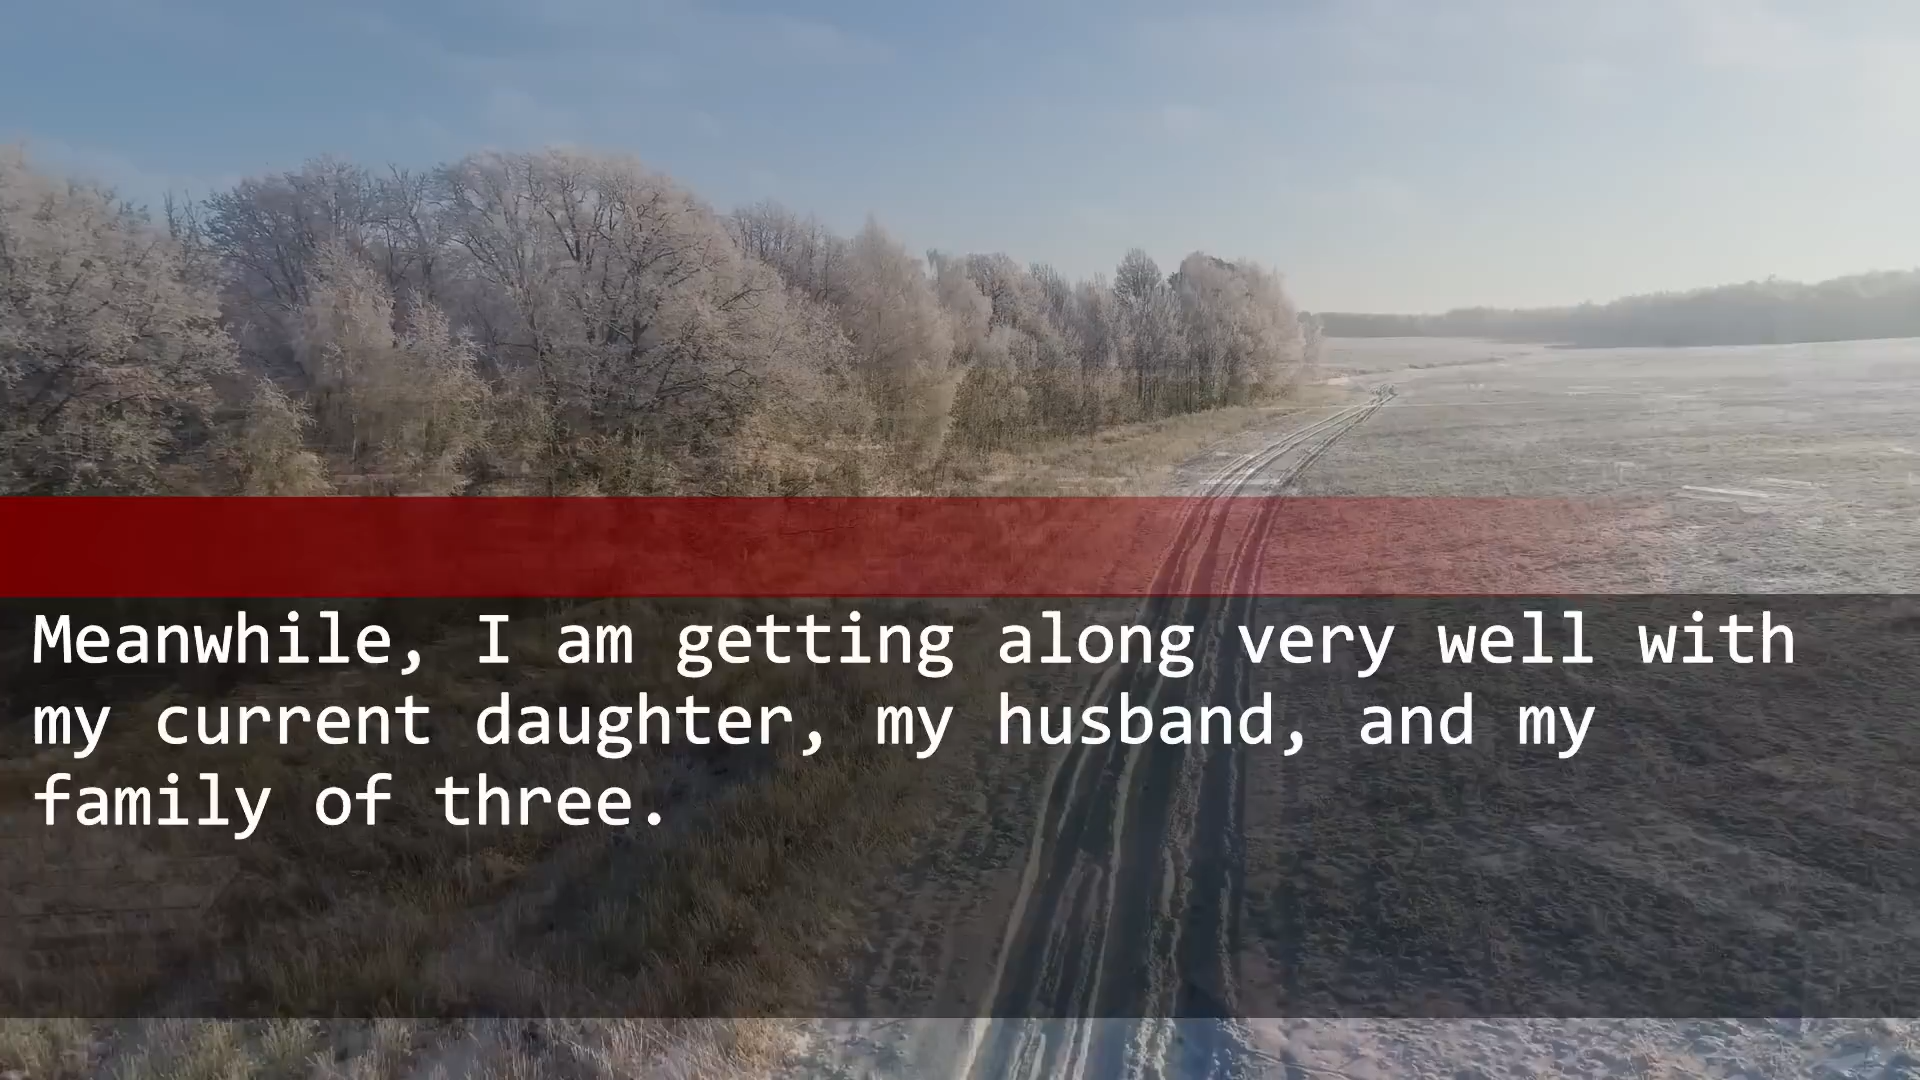 Meanwhile, I am getting along very well with
my current daughter, my husband, and my
family of three.